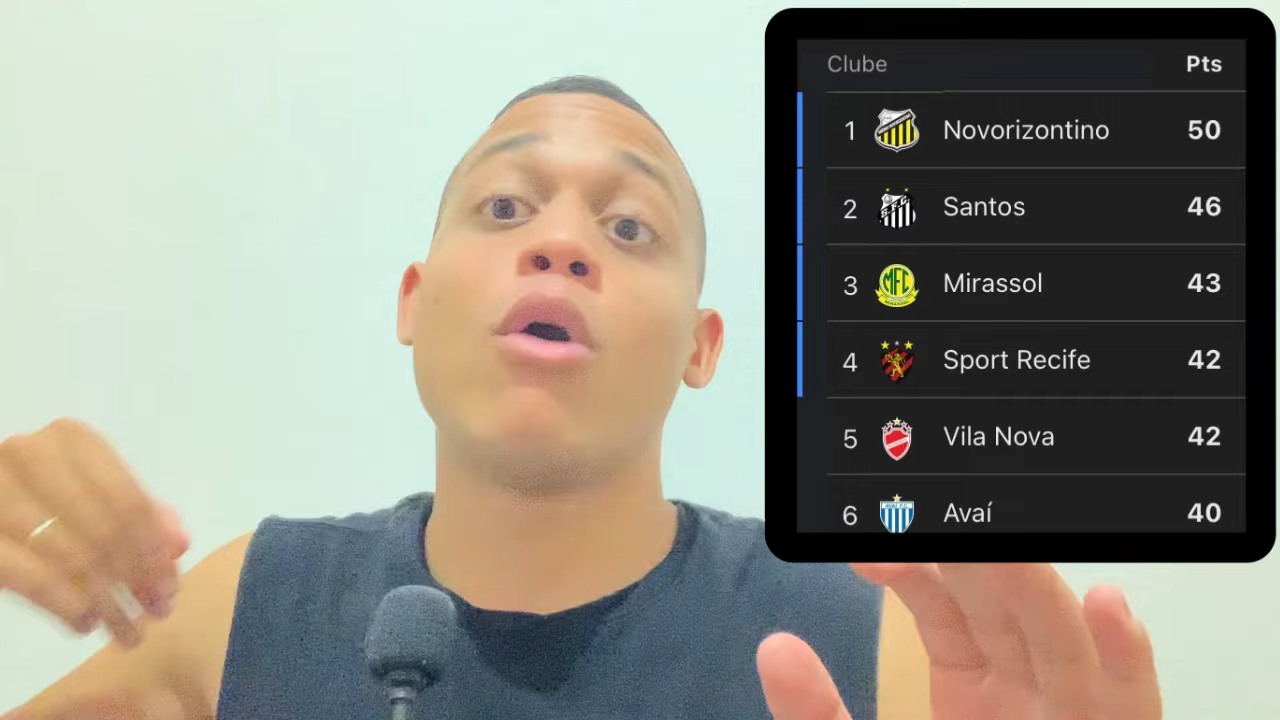 Clube Pts
1 Novorizontino 50
2 Santos 46
3 Mirassol 43
4 Sport Recife 42
5 Vila Nova 42
6 Avaí 40